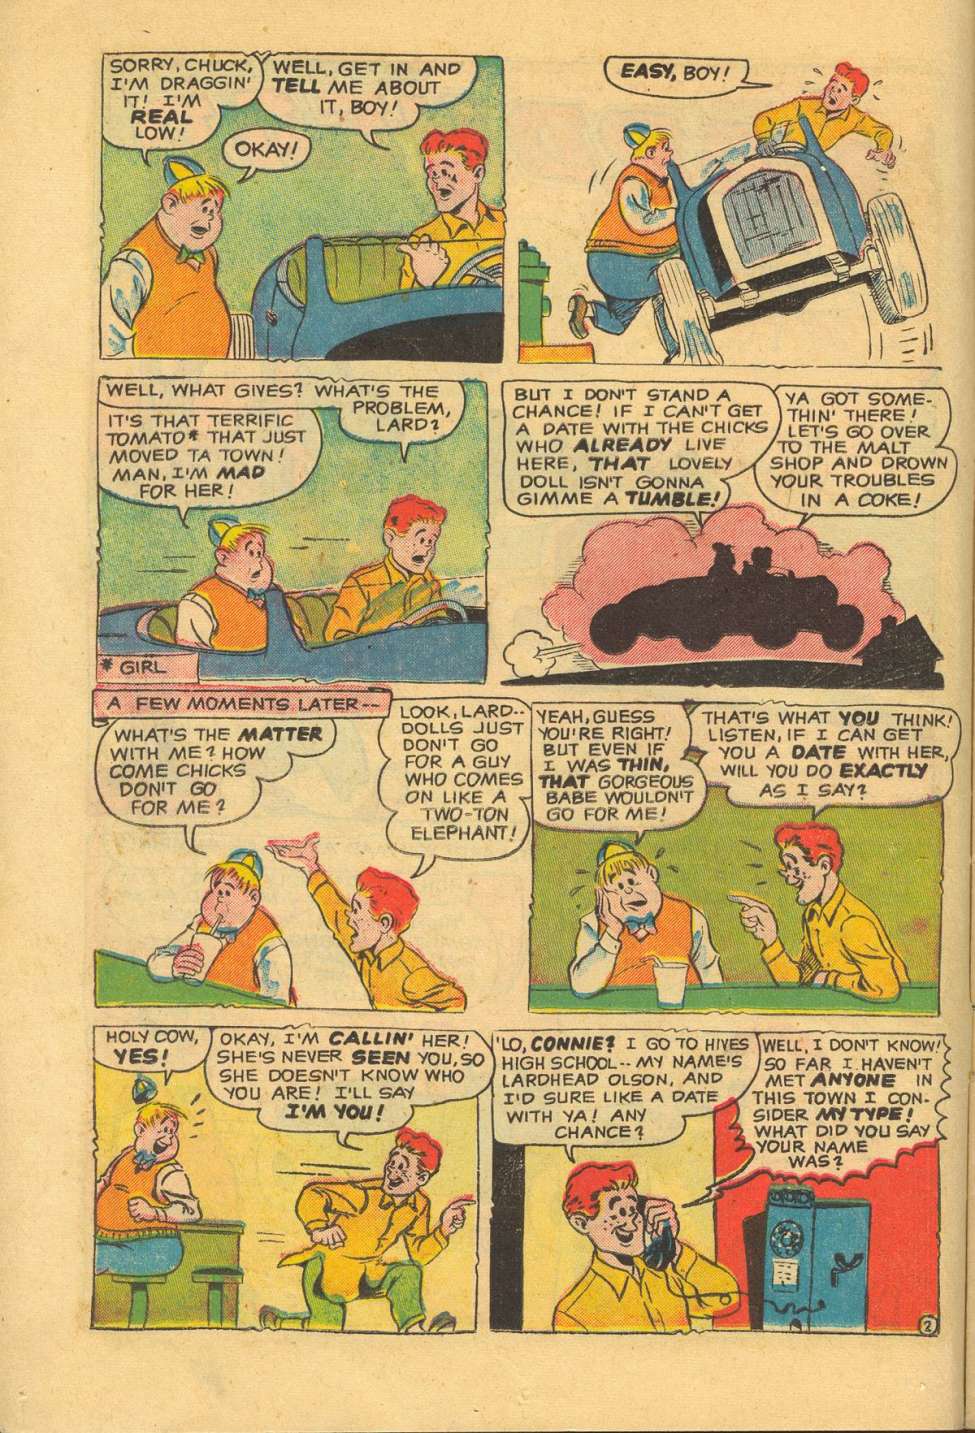 SORRY, CHUCK,
I'M DRAGGIN'
IT! I'M
REAL
LOW!
WELL, GET IN AND
TELL ME ABOUT
IT, BOY!
OKAY!
EASY, BOY!
WELL, WHAT GIVES? WHAT'S THE
PROBLEM,
LARD?
IT'S THAT TERRIFIC
TOMATO* THAT JUST
MOVED TA TOWN!
MAN, I'M MAD
FOR HER!
* GIRL
BUT I DON'T STAND A
CHANCE! IF I CAN'T GET
A DATE WITH THE CHICKS
WHO ALREADY LIVE
HERE, THAT LOVELY
DOLL ISN'T GONNA
GIMME A TUMBLE!
YA GOT SOME-
THIN' THERE!
LET'S GO OVER
TO THE MALT
SHOP AND DROWN
YOUR TROUBLES
IN A COKE!
A FEW MOMENTS LATER--
WHAT'S THE MATTER
WITH ME? HOW
COME CHICKS
DON'T GO
FOR ME?
LOOK, LARD--
DOLLS JUST
DON'T GO
FOR A GUY
WHO COMES
ON LIKE A
TWO-TON
ELEPHANT!
YEAH, GUESS
YOU'RE RIGHT!
BUT EVEN IF
I WAS THIN,
THAT GORGEOUS
BABE WOULDN'T
GO FOR ME!
THAT'S WHAT YOU THINK!
LISTEN, IF I CAN GET
YOU A DATE WITH HER,
WILL YOU DO EXACTLY
AS I SAY?
HOLY COW,
YES!
OKAY, I'M CALLIN' HER!
SHE'S NEVER SEEN YOU, SO
SHE DOESN'T KNOW WHO
YOU ARE! I'LL SAY
I'M YOU!
'LO, CONNIE? I GO TO HIVES
HIGH SCHOOL-- MY NAME'S
LARDHEAD OLSON, AND
I'D SURE LIKE A DATE
WITH YA! ANY
CHANCE?
WELL, I DON'T KNOW!
SO FAR I HAVEN'T
MET ANYONE IN
THIS TOWN I CON-
SIDER MY TYPE!
WHAT DID YOU SAY
YOUR NAME
WAS?
2